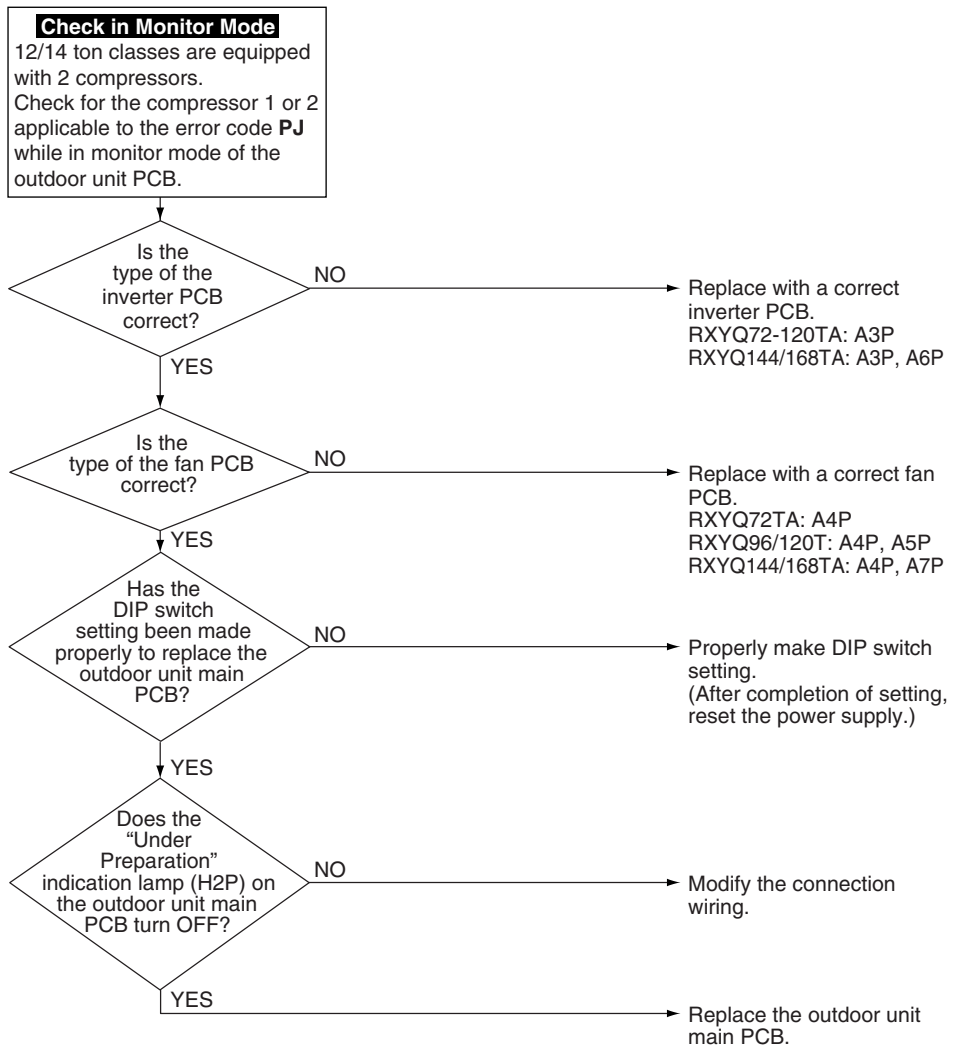 Check in Monitor Mode
12/14 ton classes are equipped
with 2 compressors.
Check for the compressor 1 or 2
applicable to the error code PJ
while in monitor mode of the
outdoor unit PCB.
Is the
type of the
inverter PCB
correct?
NO
Replace with a correct
inverter PCB.
RXYQ72-120TA: A3P
RXYQ144/168TA: A3P, A6P
YES
Is the
type of the fan PCB
correct?
NO
Replace with a correct fan
PCB.
RXYQ72TA: A4P
RXYQ96/120T: A4P, A5P
RXYQ144/168TA: A4P, A7P
YES
Has the
DIP switch
setting been made
properly to replace the
outdoor unit main
PCB?
NO
Properly make DIP switch
setting.
(After completion of setting,
reset the power supply.)
YES
Does the
“Under
Preparation”
indication lamp (H2P) on
the outdoor unit main
PCB turn OFF?
NO
Modify the connection
wiring.
YES
Replace the outdoor unit
main PCB.